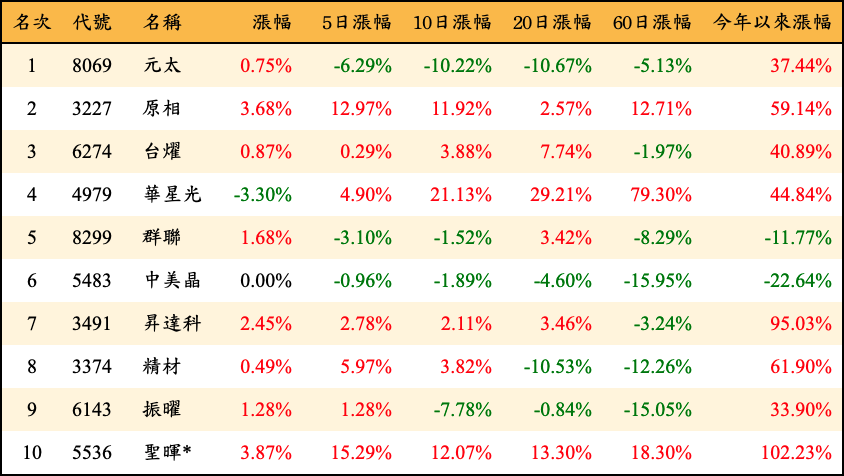 名次 代號 名稱 漲幅 5日漲幅 10日漲幅 20日漲幅 60日漲幅 今年以來漲幅
1 8069 元太 0.75% -6.29% -10.22% -10.67% -5.13% 37.44%
2 3227 原相 3.68% 12.97% 11.92% 2.57% 12.71% 59.14%
3 6274 台燿 0.87% 0.29% 3.88% 7.74% -1.97% 40.89%
4 4979 華星光 -3.30% 4.90% 21.13% 29.21% 79.30% 44.84%
5 8299 群聯 1.68% -3.10% -1.52% 3.42% -8.29% -11.77%
6 5483 中美晶 0.00% -0.96% -1.89% -4.60% -15.95% -22.64%
7 3491 昇達科 2.45% 2.78% 2.11% 3.46% -3.24% 95.03%
8 3374 精材 0.49% 5.97% 3.82% -10.53% -12.26% 61.90%
9 6143 振曜 1.28% 1.28% -7.78% -0.84% -15.05% 33.90%
10 5536 聖暉* 3.87% 15.29% 12.07% 13.30% 18.30% 102.23%